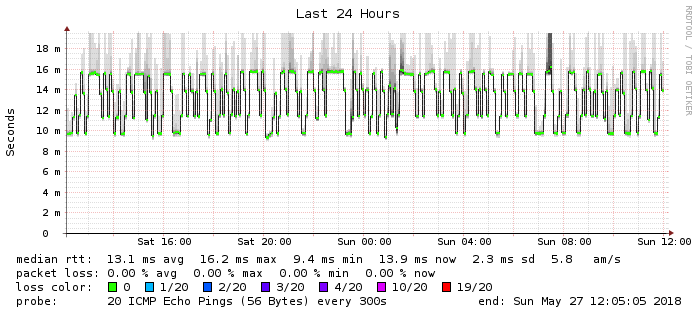 Last 24 Hours
RRDTOOL / TOBI OETIKER
Seconds
18 m
16 m
14 m
12 m
10 m
8 m
6 m
4 m
2 m
0
Sat 16:00 Sat 20:00 Sun 00:00 Sun 04:00 Sun 08:00 Sun 12:00
median rtt: 13.1 ms avg 16.2 ms max 9.4 ms min 13.9 ms now 2.3 ms sd 5.8 am/s
packet loss: 0.00 % avg 0.00 % max 0.00 % min 0.00 % now
loss color: 0 1/20 2/20 3/20 4/20 10/20 19/20
probe: 20 ICMP Echo Pings (56 Bytes) every 300s end: Sun May 27 12:05:05 2018